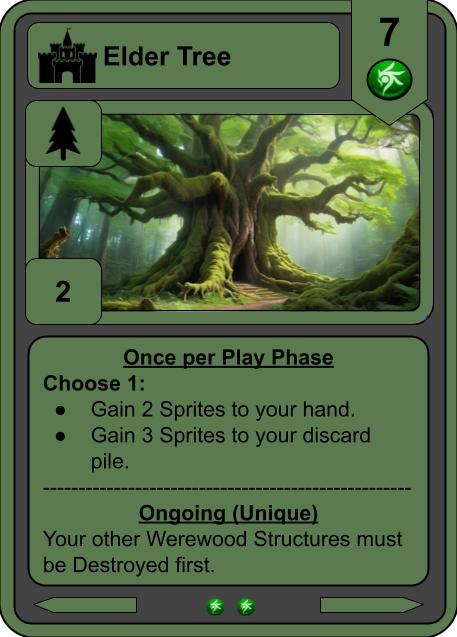 7
Elder Tree
2
Once per Play Phase
Choose 1:
● Gain 2 Sprites to your hand.
● Gain 3 Sprites to your discard
pile.
Ongoing (Unique)
Your other Werewood Structures must
be Destroyed first.